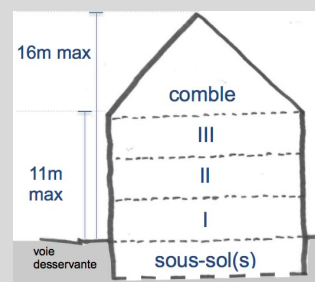 16m max
comble
III
11m
max
II
I
voie
desservante
sous-sol(s)